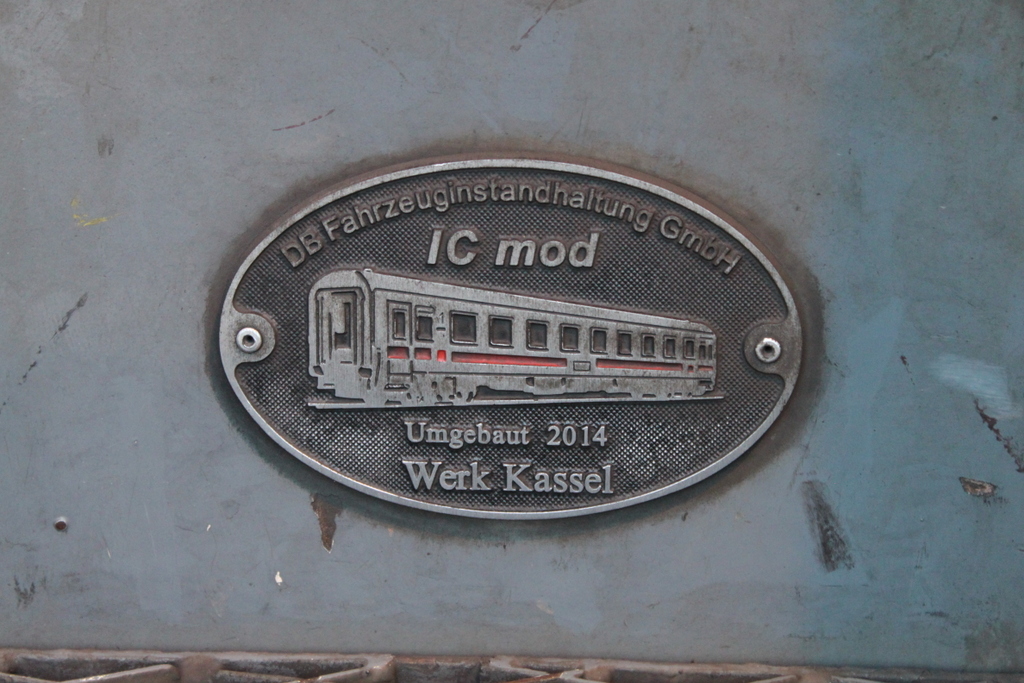 DB Fahrzeuginstandhaltung GmbH
IC mod
Umgebaut 2014
Werk Kassel